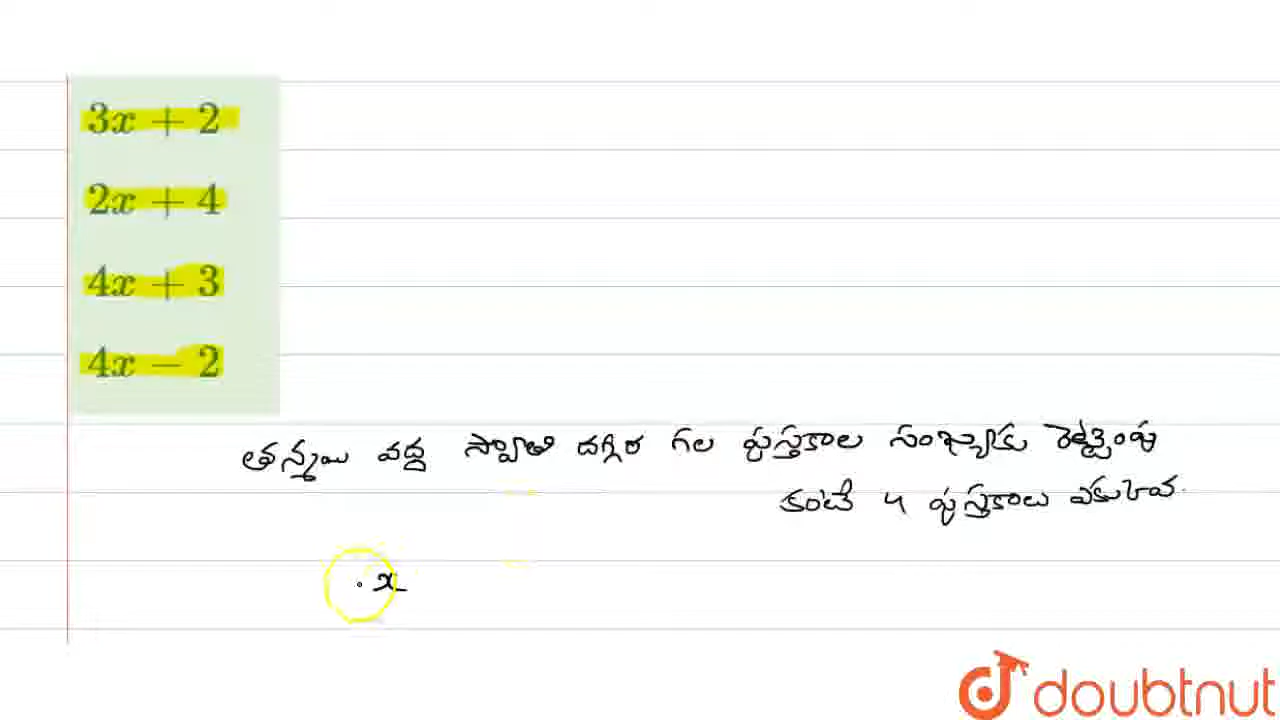 3x + 2
2x + 4
4x + 3
4x − 2
తన్మయి వద్ద స్వాతి దగ్గర గల పుస్తకాల సంఖ్యకు రెట్టింపు
కంటే 4 పుస్తకాలు ఎక్కువ.
x
doubtnut